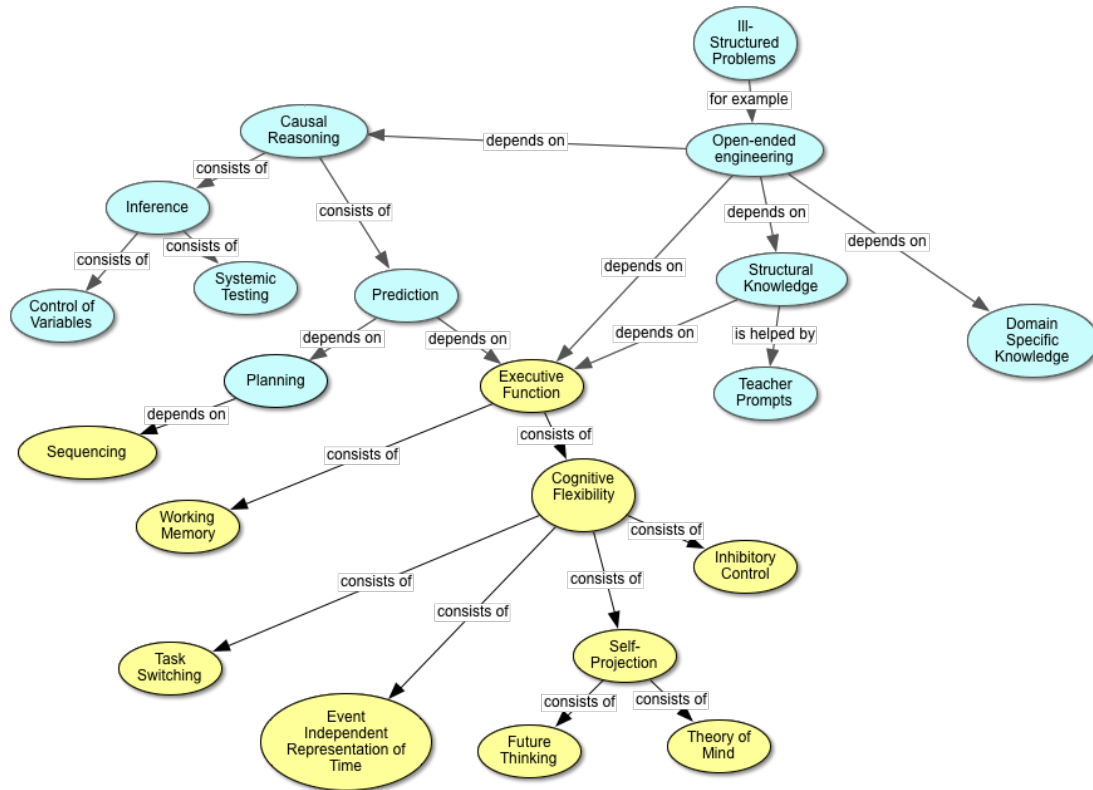 Ill-
Structured
Problems
for example
Causal
Reasoning
depends on
Open-ended
engineering
consists of
Inference
consists of
depends on
depends on
consists of
consists of
Systemic
Testing
depends on
Structural
Knowledge
Control of
Variables
Prediction
depends on
depends on
depends on
is helped by
Domain
Specific
Knowledge
Planning
Executive
Function
Teacher
Prompts
depends on
Sequencing
consists of
consists of
Cognitive
Flexibility
Working
Memory
consists of
Inhibitory
Control
consists of
consists of
consists of
Task
Switching
Self-
Projection
consists of
consists of
Event
Independent
Representation of
Time
Future
Thinking
Theory of
Mind